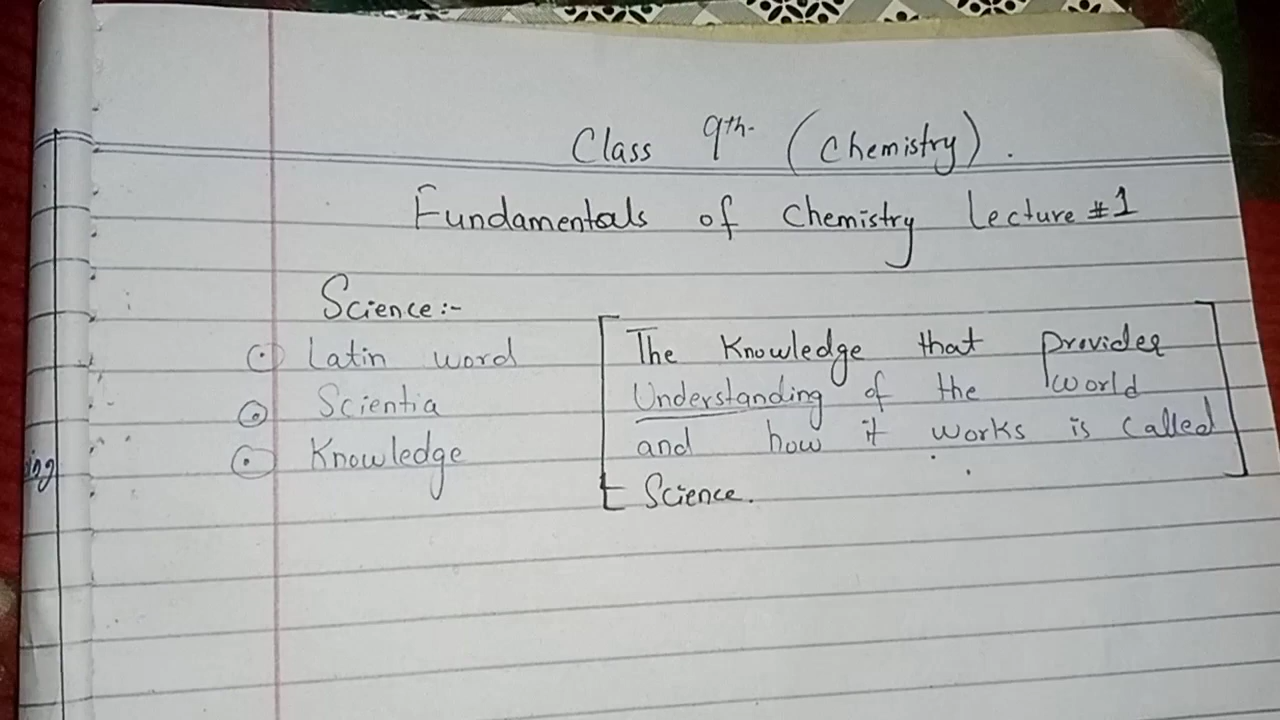 Class 9th. (Chemistry).
Fundamentals of Chemistry Lecture #1
Science:-
Latin word
Scientia
Knowledge
The Knowledge that provides
Understanding of the world
and how it works is called
Science.